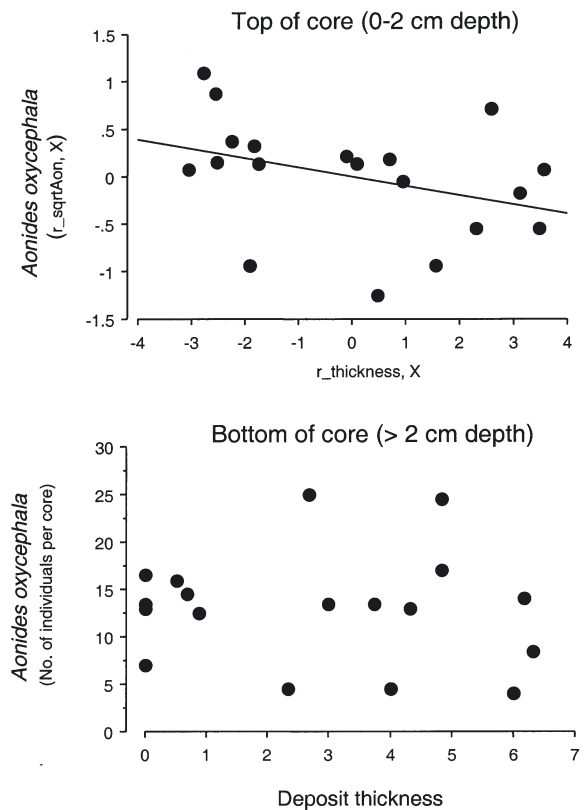 Top of core (0-2 cm depth)
Aonides oxycephala
(r_sqrtAon, X)
1.5
1
.5
0
-.5
-1
-1.5
-4 -3 -2 -1 0 1 2 3 4
r_thickness, X
Bottom of core (> 2 cm depth)
Aonides oxycephala
(No. of individuals per core)
30
25
20
15
10
5
0
0 1 2 3 4 5 6 7
Deposit thickness